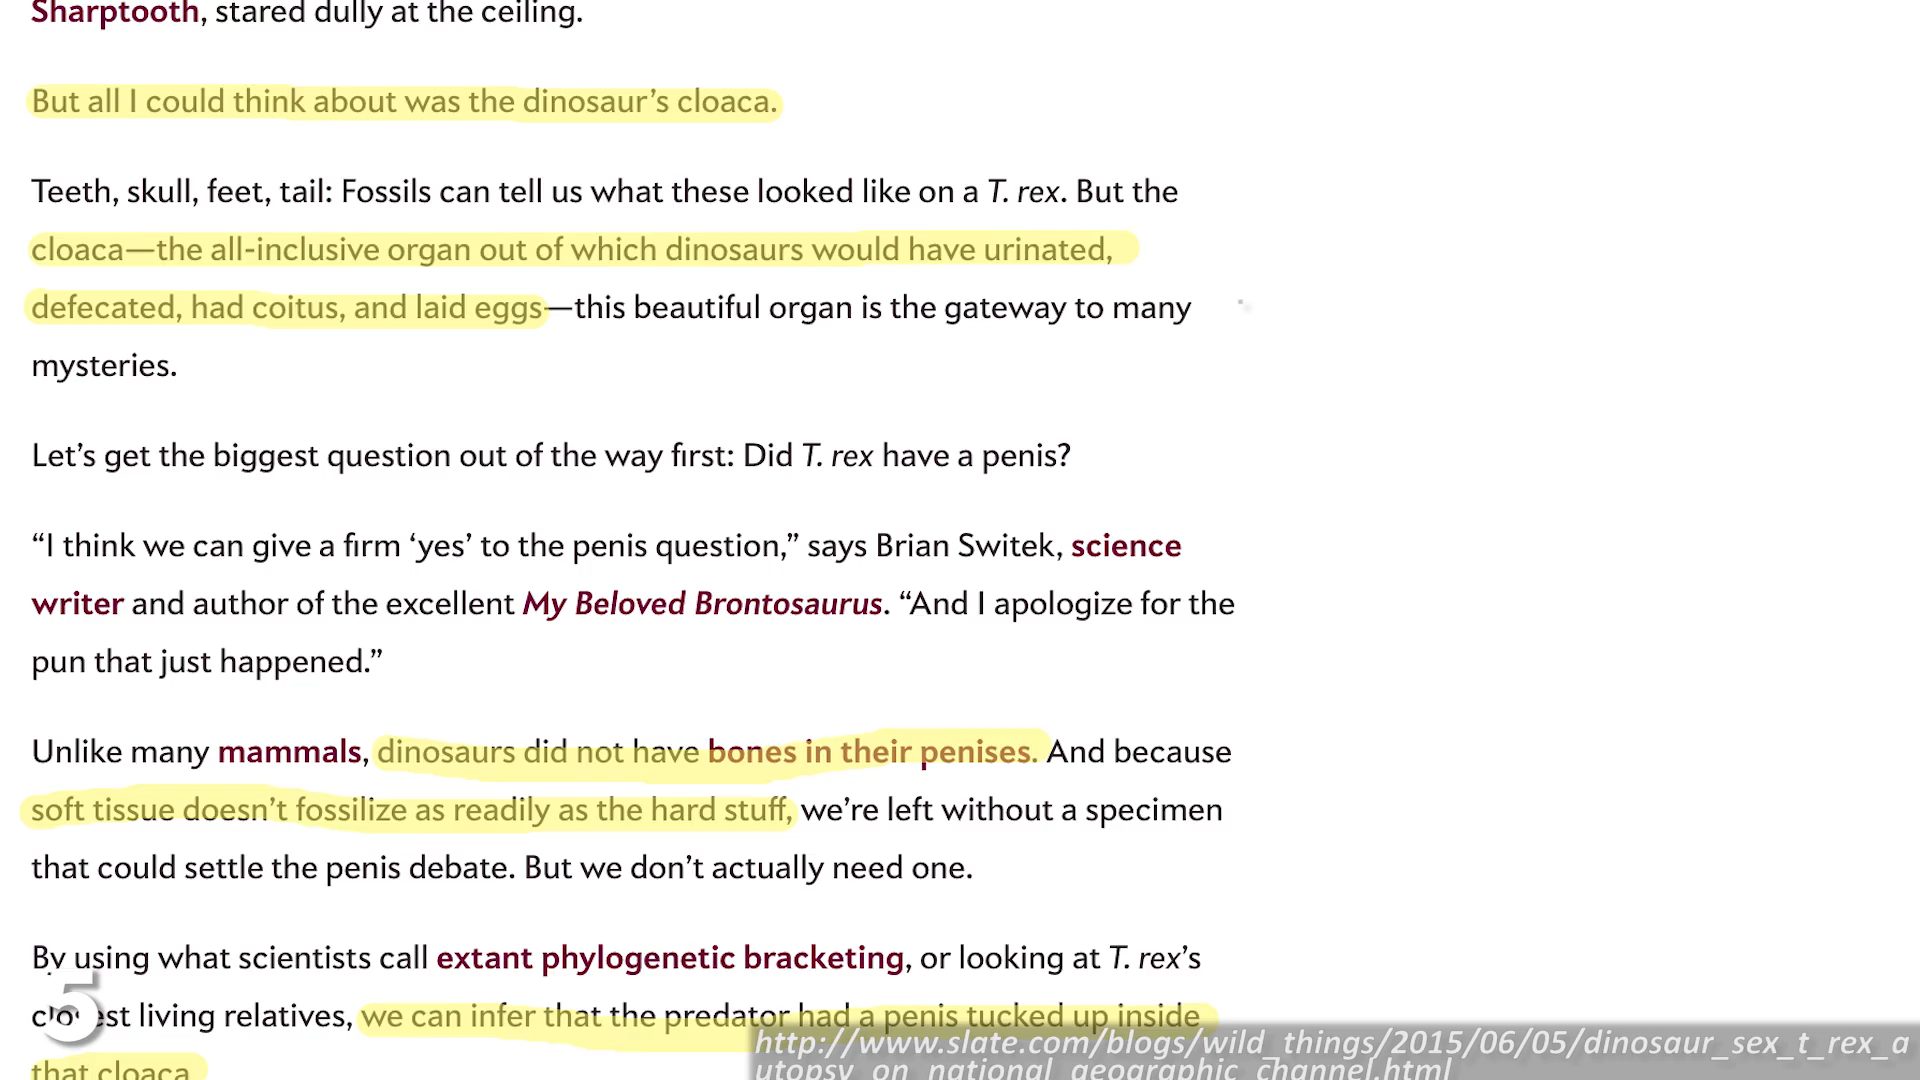 Sharptooth, stared dully at the ceiling.
But all I could think about was the dinosaur’s cloaca.
Teeth, skull, feet, tail: Fossils can tell us what these looked like on a T. rex. But the
cloaca—the all-inclusive organ out of which dinosaurs would have urinated,
defecated, had coitus, and laid eggs—this beautiful organ is the gateway to many
mysteries.
Let’s get the biggest question out of the way first: Did T. rex have a penis?
“I think we can give a firm ‘yes’ to the penis question,” says Brian Switek, science
writer and author of the excellent My Beloved Brontosaurus. “And I apologize for the
pun that just happened.”
Unlike many mammals, dinosaurs did not have bones in their penises. And because
soft tissue doesn’t fossilize as readily as the hard stuff, we’re left without a specimen
that could settle the penis debate. But we don’t actually need one.
By using what scientists call extant phylogenetic bracketing, or looking at T. rex’s
closest living relatives, we can infer that the predator had a penis tucked up inside
that cloaca.
5
http://www.slate.com/blogs/wild_things/2015/06/05/dinosaur_sex_t_rex_a
utopsy_on_national_geographic_channel.html